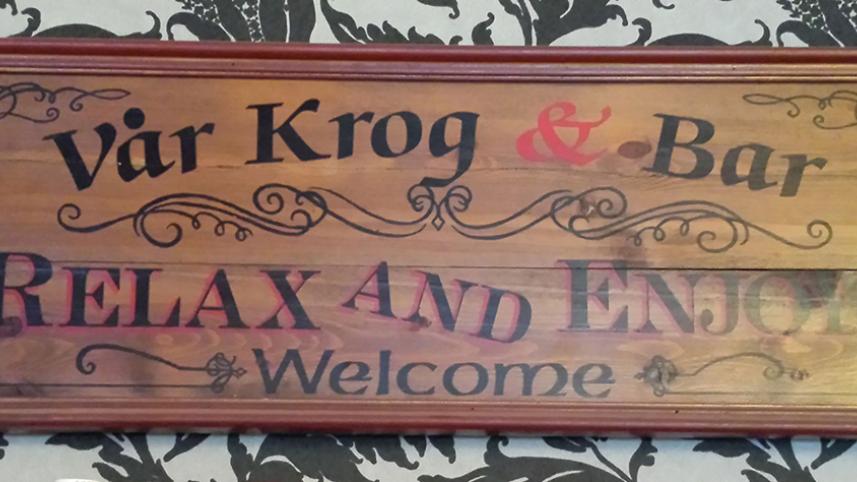 Vår Krog & Bar
RELAX AND ENJOY
Welcome